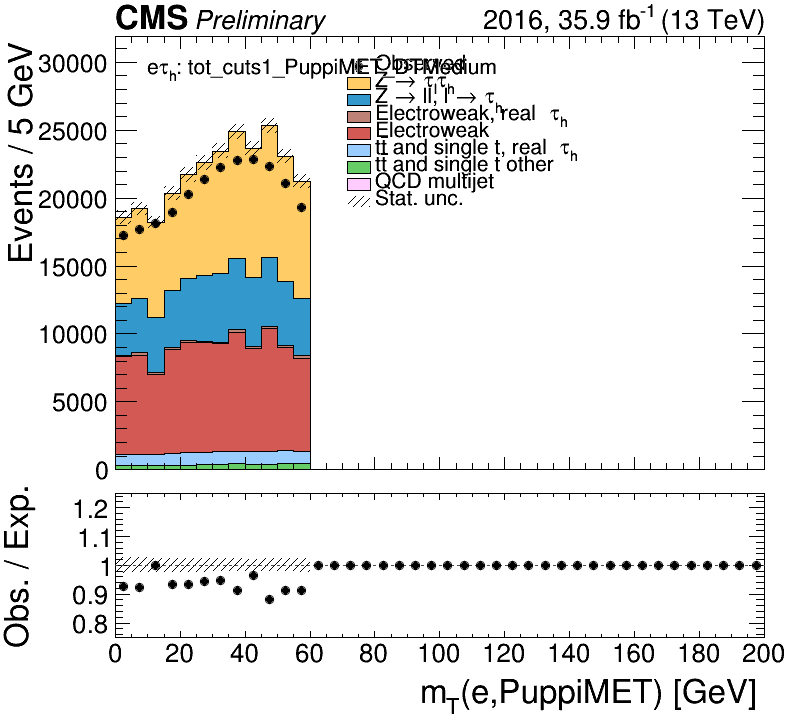 CMS Preliminary 2016, 35.9 fb⁻¹ (13 TeV)
Events / 5 GeV
30000
25000
20000
15000
10000
5000
0
eτh: tot_cuts1_PuppiMET_DTMedium
Observed
Z → τlτh
Z → ll, l → τh
Electroweak, real τh
Electroweak
tt and single t, real τh
tt and single t other
QCD multijet
Stat. unc.
Obs. / Exp.
1.2
1.1
1
0.9
0.8
0 20 40 60 80 100 120 140 160 180 200
mT(e,PuppiMET) [GeV]